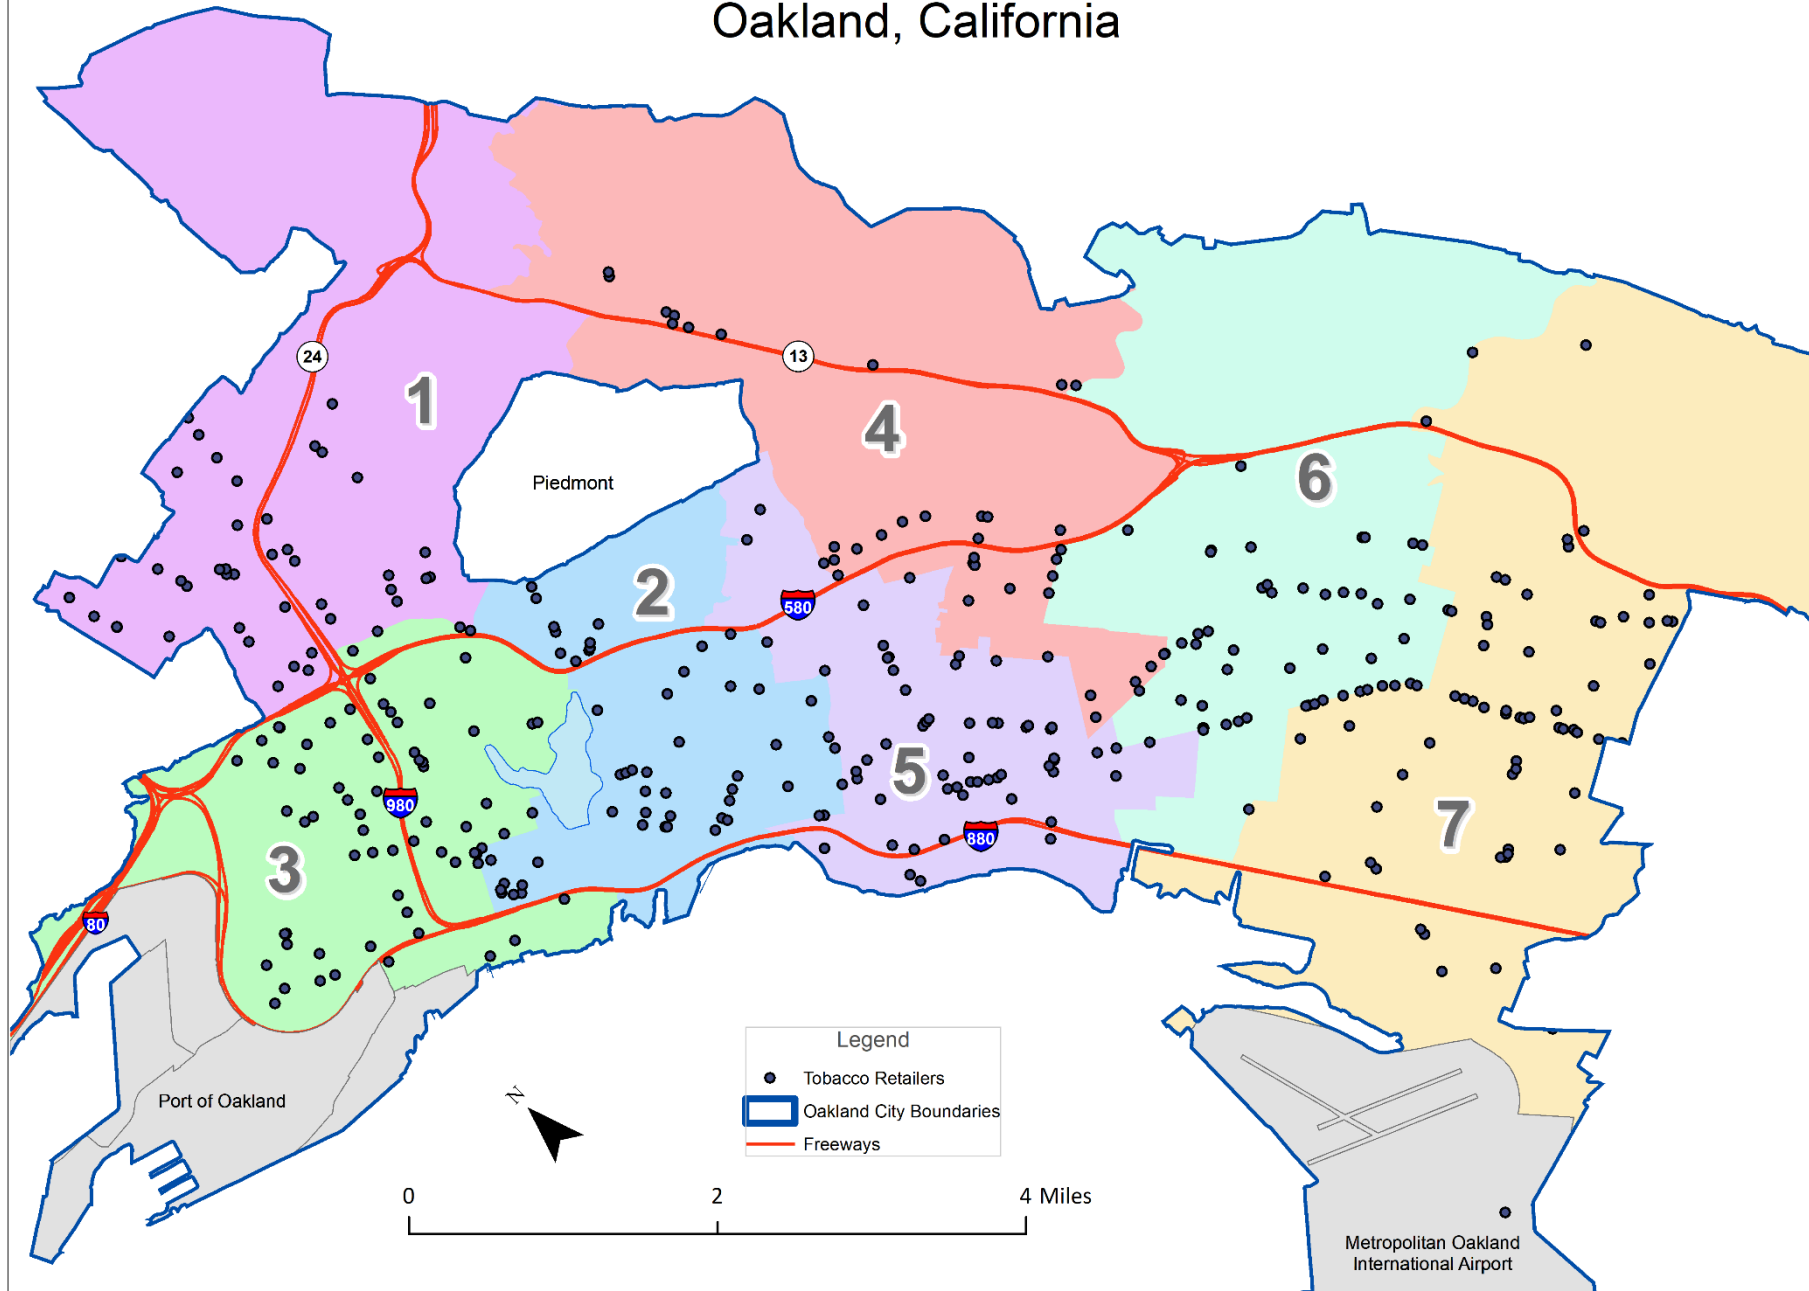 Oakland, California
24
13
1
4
6
Piedmont
2
580
5
980
880
7
3
80
Legend
Tobacco Retailers
Oakland City Boundaries
Freeways
N
Port of Oakland
0
2
4 Miles
Metropolitan Oakland
International Airport